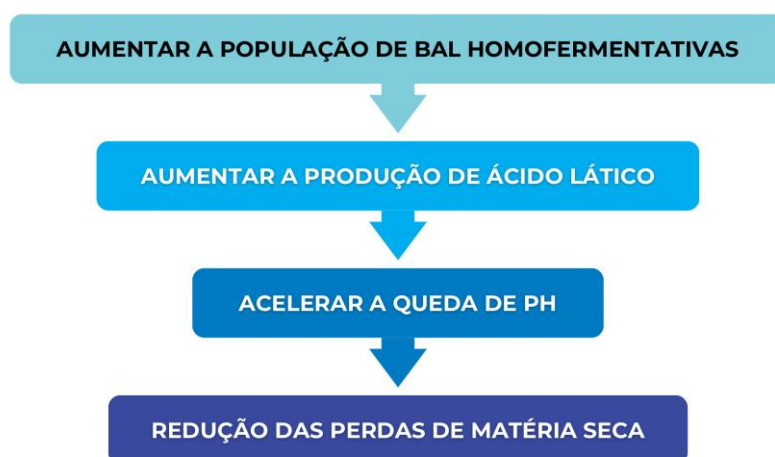 AUMENTAR A POPULAÇÃO DE BAL HOMOFERMENTATIVAS
AUMENTAR A PRODUÇÃO DE ÁCIDO LÁTICO
ACELERAR A QUEDA DE PH
REDUÇÃO DAS PERDAS DE MATÉRIA SECA